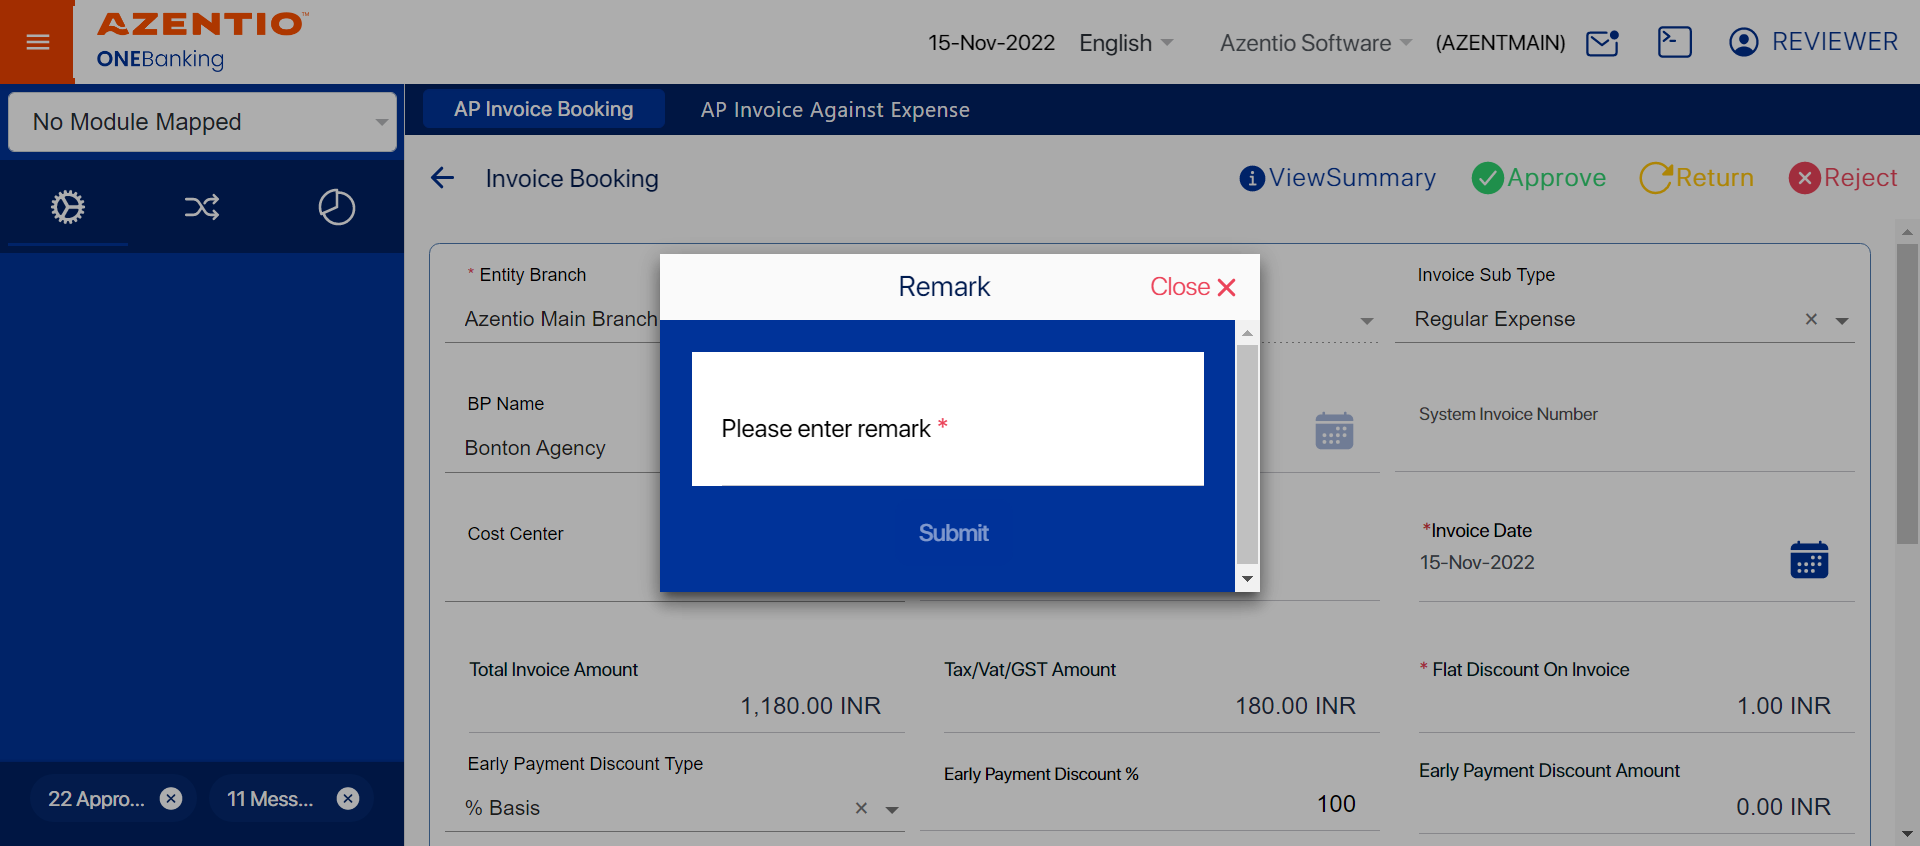 AZENTIO™
ONEBanking
15-Nov-2022 English Azentio Software (AZENTMAIN) REVIEWER
No Module Mapped
AP Invoice Booking AP Invoice Against Expense
Invoice Booking
ViewSummary Approve Return Reject
* Entity Branch
Azentio Main Branch
Invoice Sub Type
Regular Expense
Remark
Close
Please enter remark *
Submit
BP Name
Bonton Agency
System Invoice Number
Cost Center
*Invoice Date
15-Nov-2022
Total Invoice Amount
1,180.00 INR
Tax/Vat/GST Amount
180.00 INR
* Flat Discount On Invoice
1.00 INR
Early Payment Discount Type
% Basis
Early Payment Discount %
100
Early Payment Discount Amount
0.00 INR
22 Appro...
11 Mess...